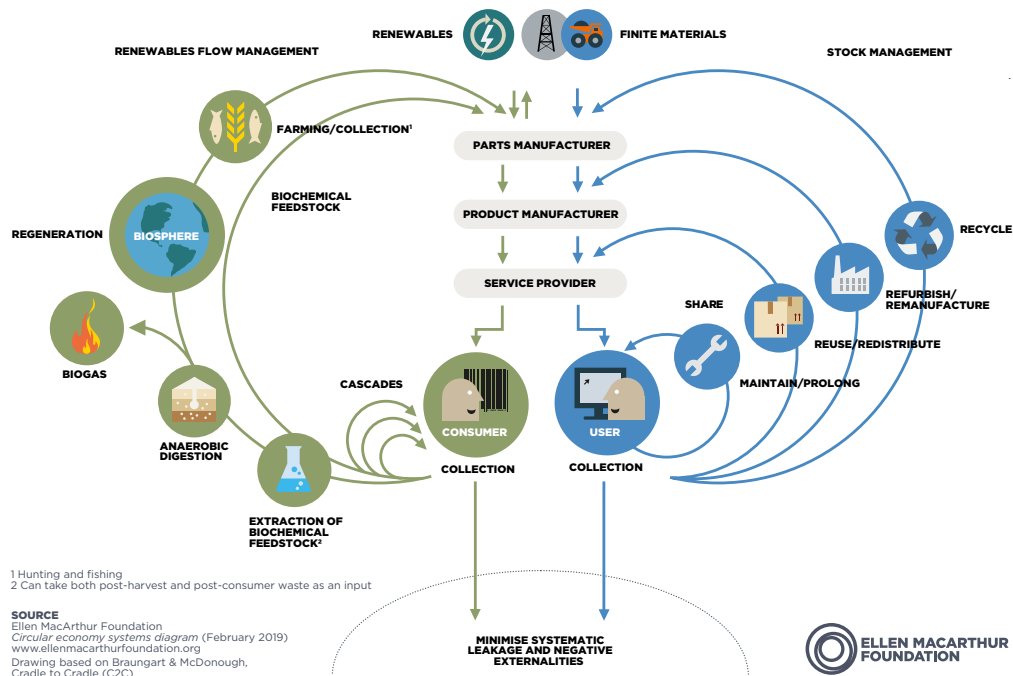 RENEWABLES
FINITE MATERIALS
RENEWABLES FLOW MANAGEMENT
STOCK MANAGEMENT
FARMING/COLLECTION¹
PARTS MANUFACTURER
BIOCHEMICAL
FEEDSTOCK
PRODUCT MANUFACTURER
REGENERATION
BIOSPHERE
RECYCLE
SERVICE PROVIDER
SHARE
REFURBISH/
REMANUFACTURE
REUSE/REDISTRIBUTE
BIOGAS
CASCADES
MAINTAIN/PROLONG
CONSUMER
USER
ANAEROBIC
DIGESTION
COLLECTION
COLLECTION
EXTRACTION OF
BIOCHEMICAL
FEEDSTOCK²
1 Hunting and fishing
2 Can take both post-harvest and post-consumer waste as an input
SOURCE
Ellen MacArthur Foundation
Circular economy systems diagram (February 2019)
www.ellenmacarthurfoundation.org
Drawing based on Braungart & McDonough,
Cradle to Cradle (C2C)
MINIMISE SYSTEMATIC
LEAKAGE AND NEGATIVE
EXTERNALITIES
ELLEN MACARTHUR
FOUNDATION